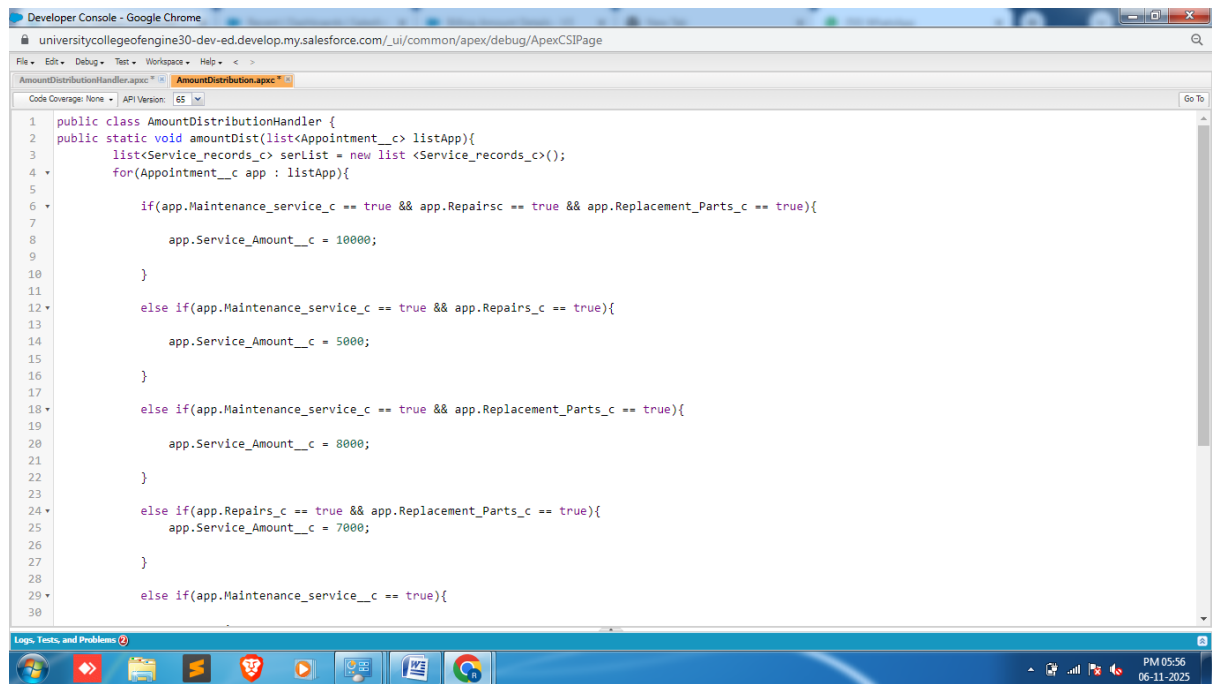 Developer Console - Google Chrome
universitycollegeofengine30-dev-ed.develop.my.salesforce.com/_ui/common/apex/debug/ApexCSIPage
File Edit Debug Test Workspace Help < >
AmountDistributionHandler.apxc * AmountDistribution.apxc *
Code Coverage: None API Version: 65 Go To
1 public class AmountDistributionHandler {
2 public static void amountDist(list<Appointment__c> listApp){
3 list<Service_records_c> serList = new list <Service_records_c>();
4 for(Appointment__c app : listApp){
5
6 if(app.Maintenance_service_c == true && app.Repairsc == true && app.Replacement_Parts_c == true){
7
8 app.Service_Amount__c = 10000;
9
10 }
11
12 else if(app.Maintenance_service_c == true && app.Repairs_c == true){
13
14 app.Service_Amount__c = 5000;
15
16 }
17
18 else if(app.Maintenance_service_c == true && app.Replacement_Parts_c == true){
19
20 app.Service_Amount__c = 8000;
21
22 }
23
24 else if(app.Repairs_c == true && app.Replacement_Parts_c == true){
25 app.Service_Amount__c = 7000;
26
27 }
28
29 else if(app.Maintenance_service__c == true){
30
Logs, Tests, and Problems 2
PM 05:56
06-11-2025